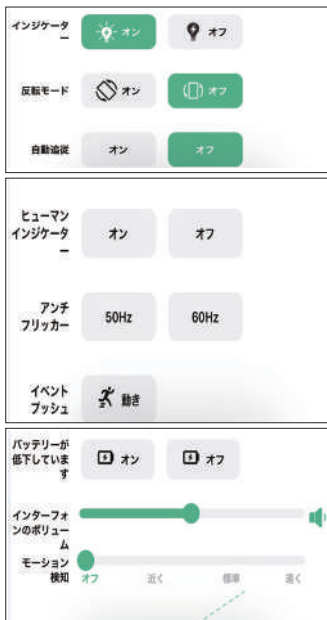 インジケータ
ー
オン
オフ
反転モード
オン
オフ
自動追従
オン
オフ
ヒューマン
インジケータ
ー
オン
オフ
アンチ
フリッカー
50Hz
60Hz
イベント
プッシュ
動き
バッテリーが
低下していま
す
オン
オフ
インターフォ
ンのボリュー
ム
モーション
検知
オフ
近く
標準
遠く